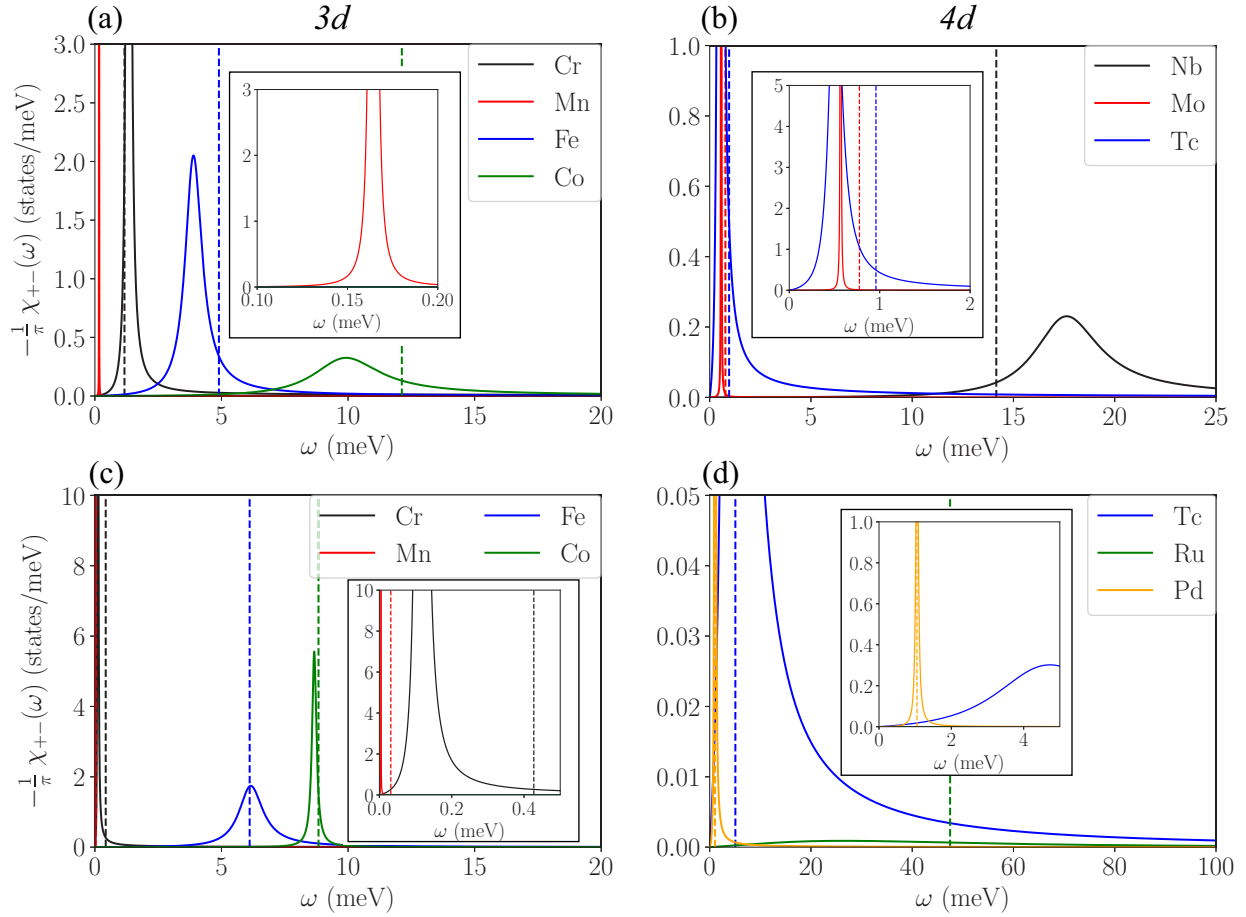 (a) 3d
3.0
2.5
2.0
1.5
1.0
0.5
0.0
0 5 10 15 20
ω (meV)
−1/π χ+−(ω) (states/meV)
Cr
Mn
Fe
Co
3
2
1
0
0.10 0.15 0.20
ω (meV)
(b) 4d
1.0
0.8
0.6
0.4
0.2
0.0
0 5 10 15 20 25
ω (meV)
Nb
Mo
Tc
5
4
3
2
1
0
0 1 2
ω (meV)
(c)
10
8
6
4
2
0
0 5 10 15 20
ω (meV)
−1/π χ+−(ω) (states/meV)
Cr Fe
Mn Co
10
8
6
4
2
0
0.0 0.2 0.4
ω (meV)
(d)
0.05
0.04
0.03
0.02
0.01
0.00
0 20 40 60 80 100
ω (meV)
Tc
Ru
Pd
1.0
0.8
0.6
0.4
0.2
0.0
0 2 4
ω (meV)